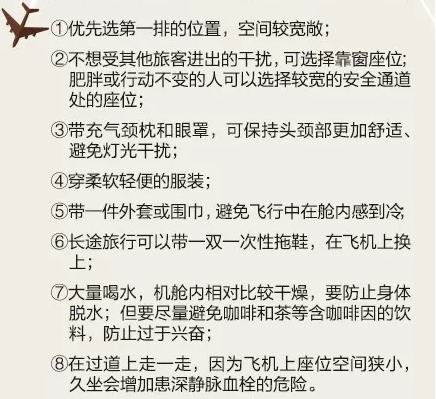 ①优先选第一排的位置，空间较宽敞；
②不想受其他旅客进出的干扰，可选择靠窗座位；
肥胖或行动不变的人可以选择较宽的安全通道
处的座位；
③带充气颈枕和眼罩，可保持头颈部更加舒适、
避免灯光干扰；
④穿柔软轻便的服装；
⑤带一件外套或围巾，避免飞行中在舱内感到冷；
⑥长途旅行可以带一双一次性拖鞋，在飞机上换
上；
⑦大量喝水，机舱内相对比较干燥，要防止身体
脱水；但要尽量避免咖啡和茶等含咖啡因的饮
料，防止过于兴奋；
⑧在过道上走一走，因为飞机上座位空间狭小，
久坐会增加患深静脉血栓的危险。